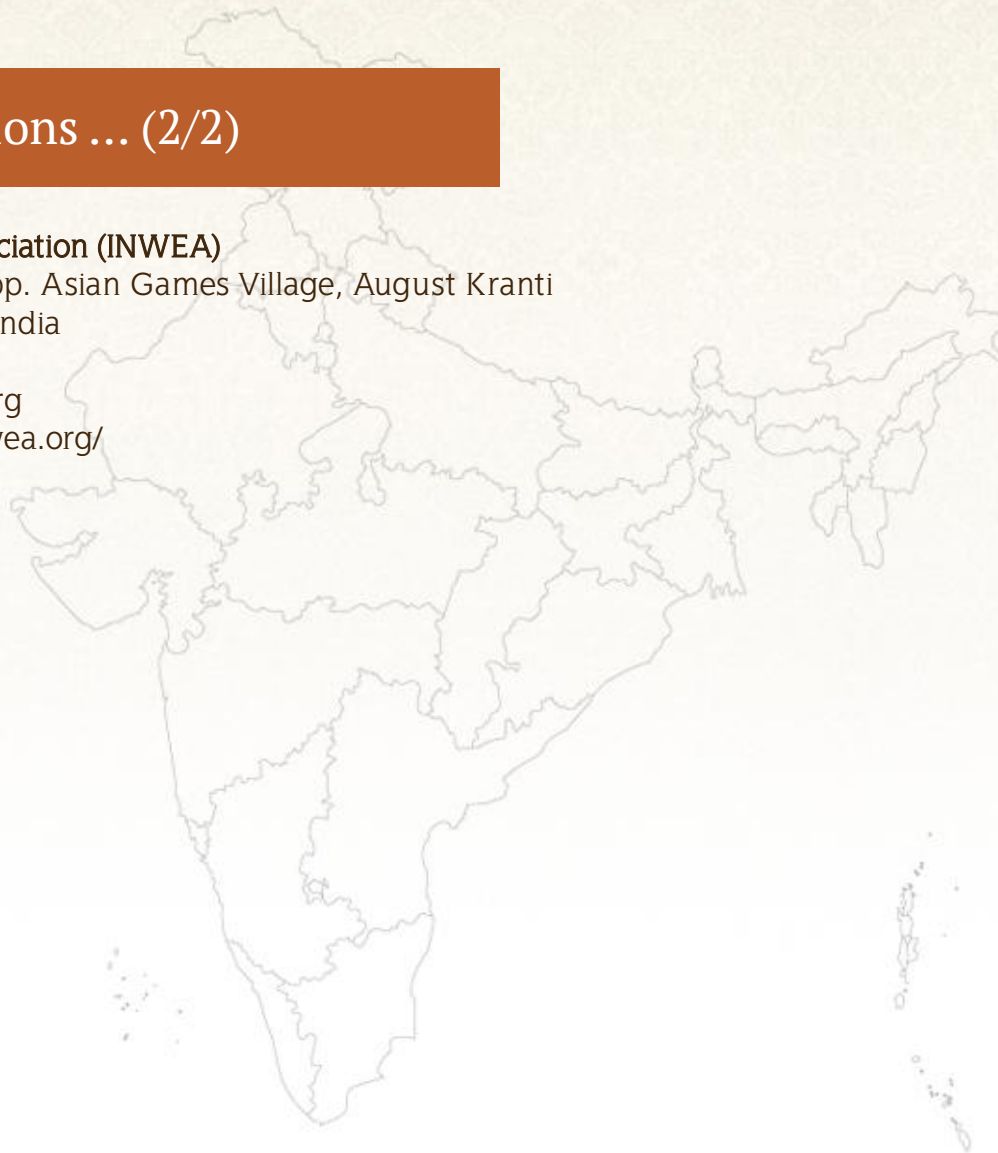 ons ... (2/2)
ciation (INWEA)
pp. Asian Games Village, August Kranti
ndia
rg
vea.org/